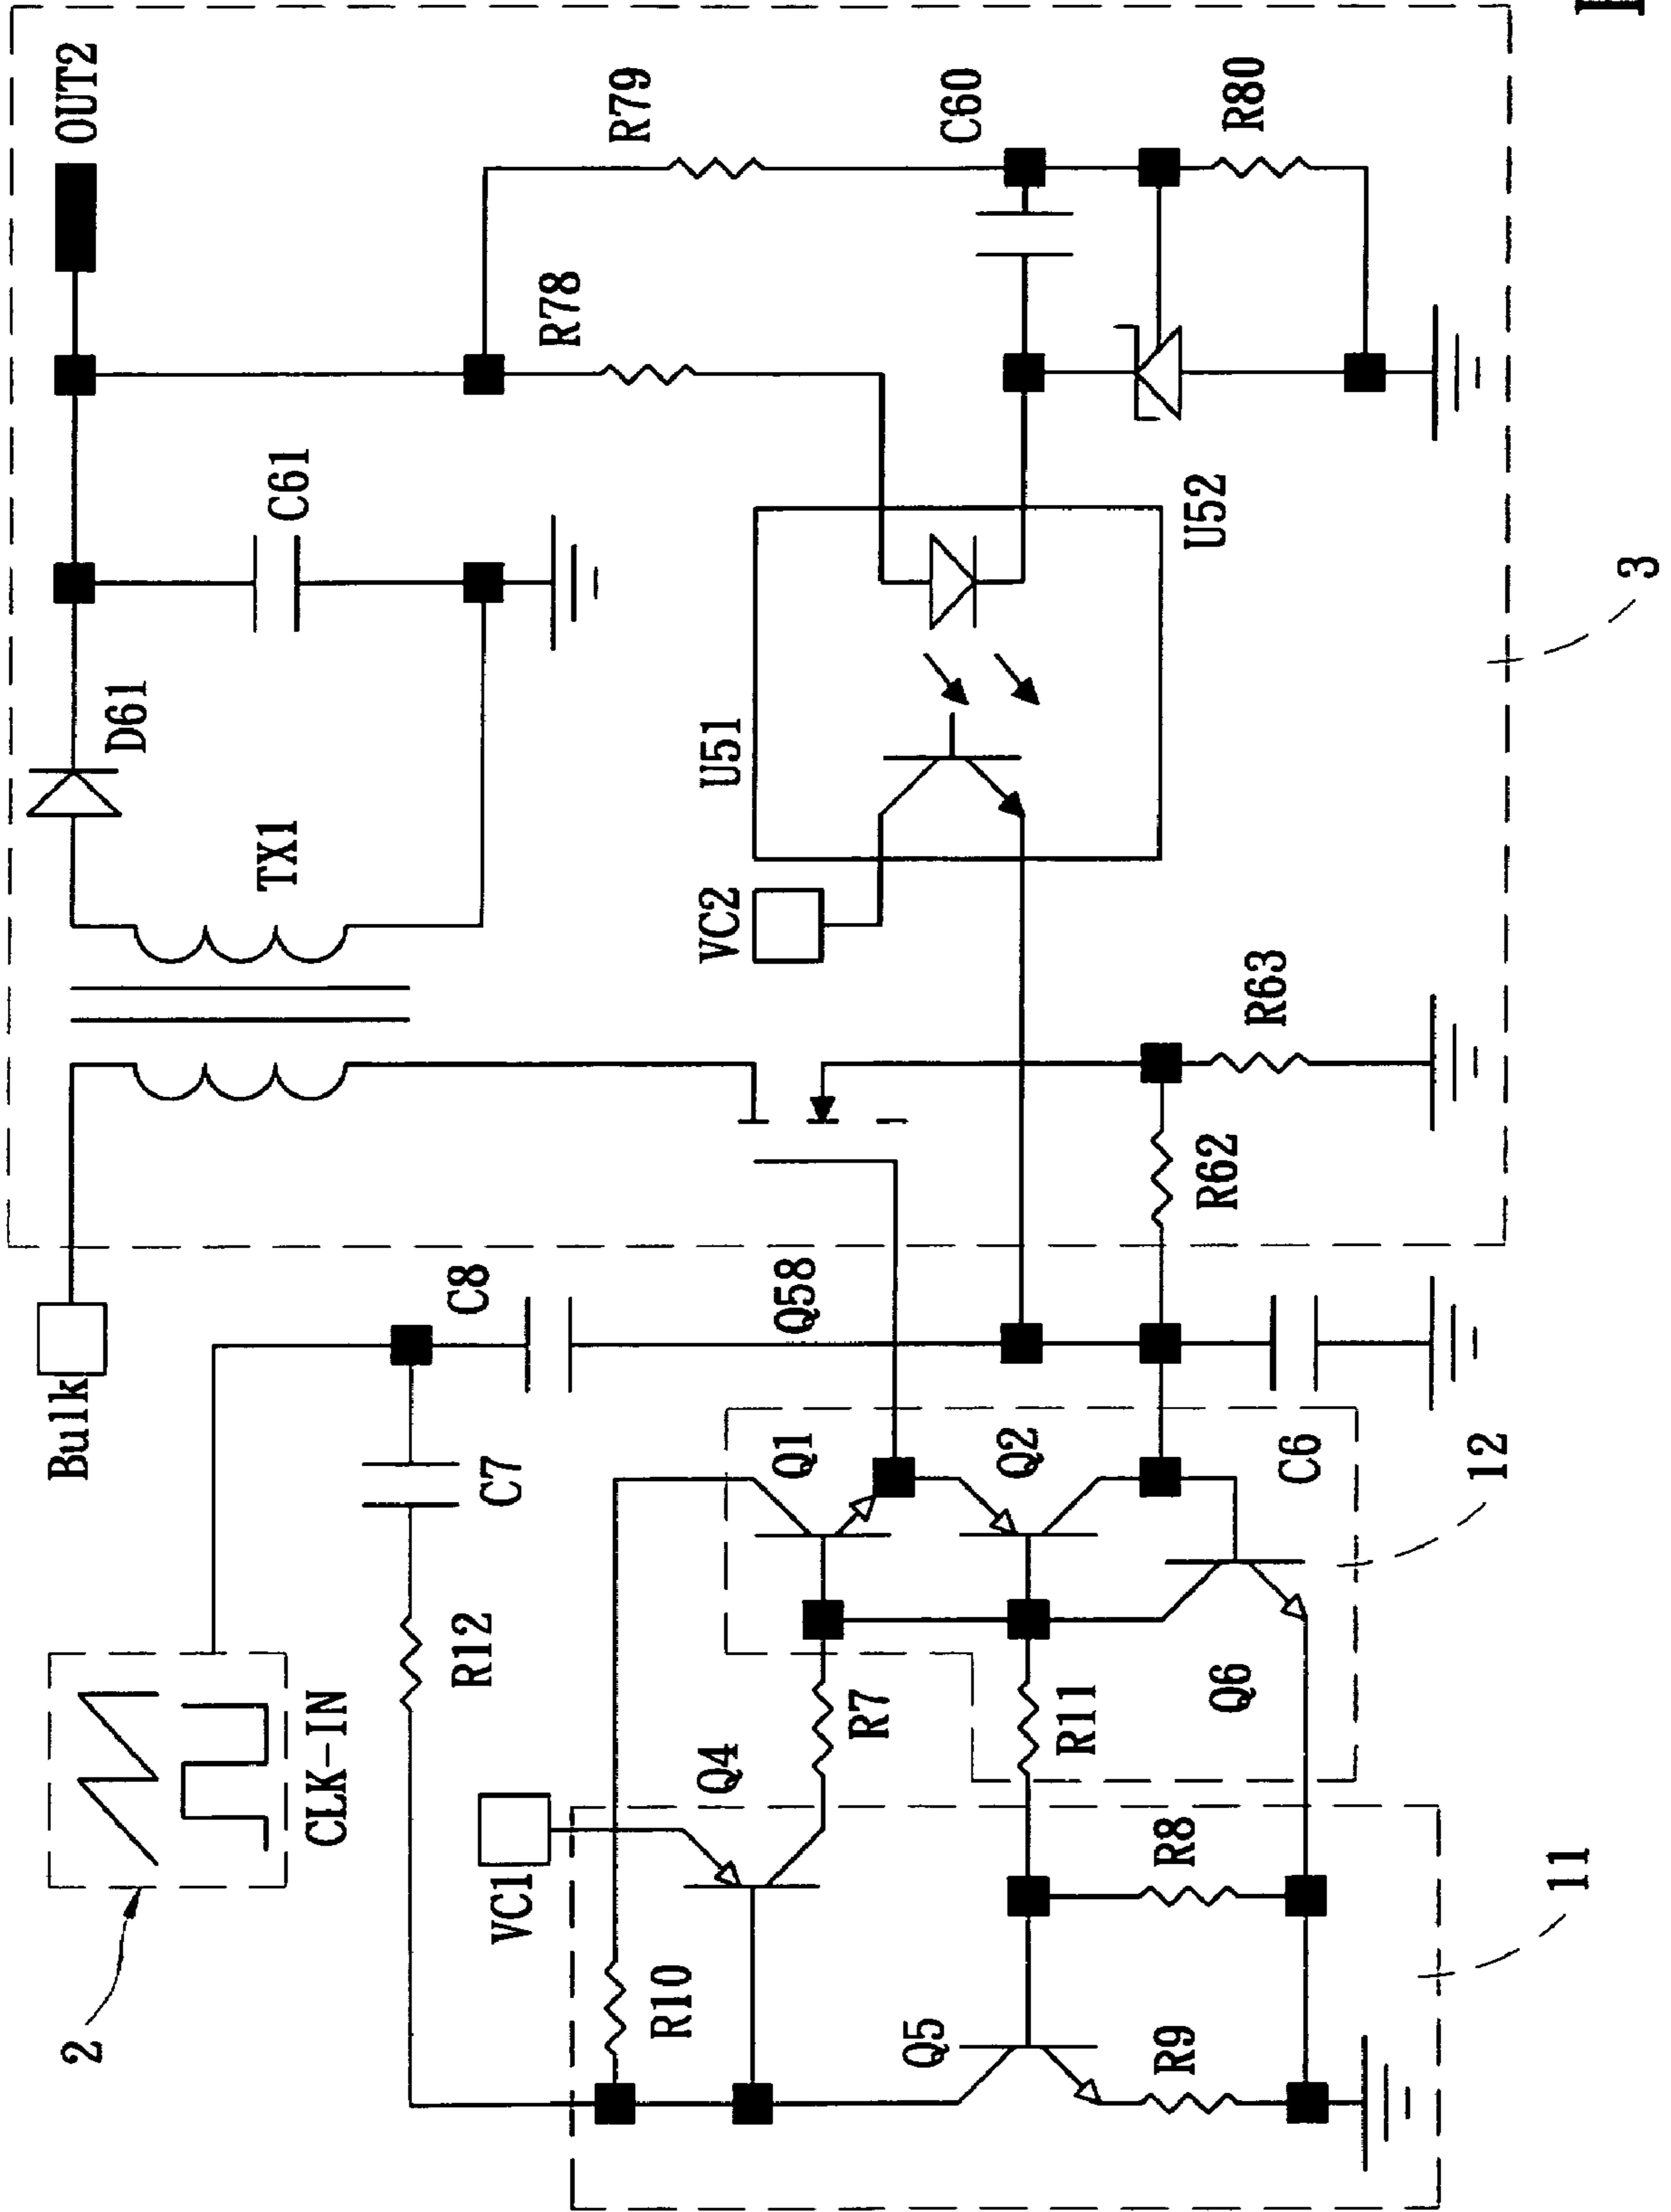 2
Bulk
OUT2
D61
TX1
C61
CLK-IN
R12
C7
C8
VC1
R78
R79
R10
Q4
VC2
U51
Q1
Q58
R7
Q5
C60
Q2
R11
R9
R8
U52
R62
Q6
R80
R63
C6
12
11
3